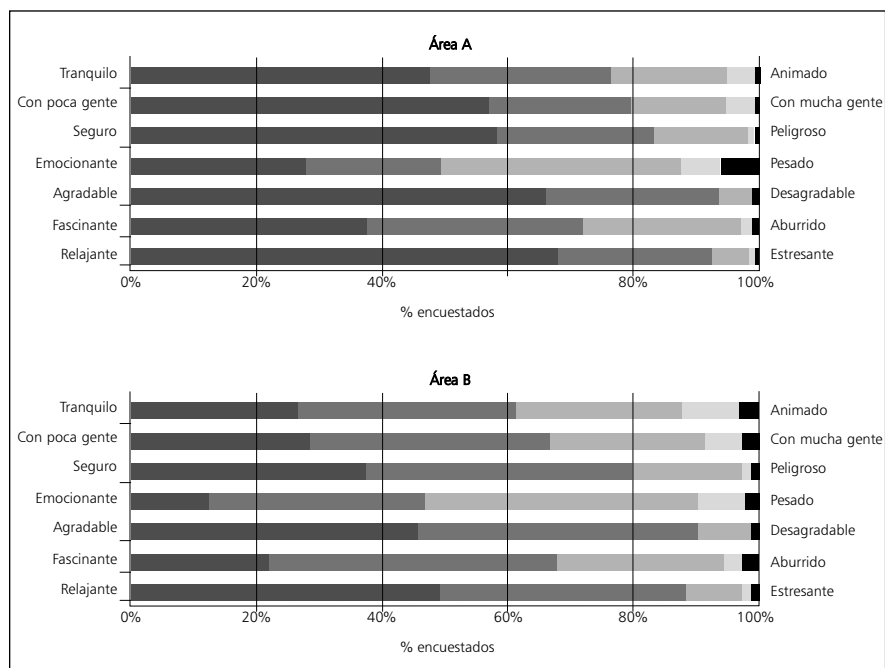 Área A
Tranquilo Animado
Con poca gente Con mucha gente
Seguro Peligroso
Emocionante Pesado
Agradable Desagradable
Fascinante Aburrido
Relajante Estresante
0% 20% 40% 60% 80% 100%
% encuestados
Área B
Tranquilo Animado
Con poca gente Con mucha gente
Seguro Peligroso
Emocionante Pesado
Agradable Desagradable
Fascinante Aburrido
Relajante Estresante
0% 20% 40% 60% 80% 100%
% encuestados